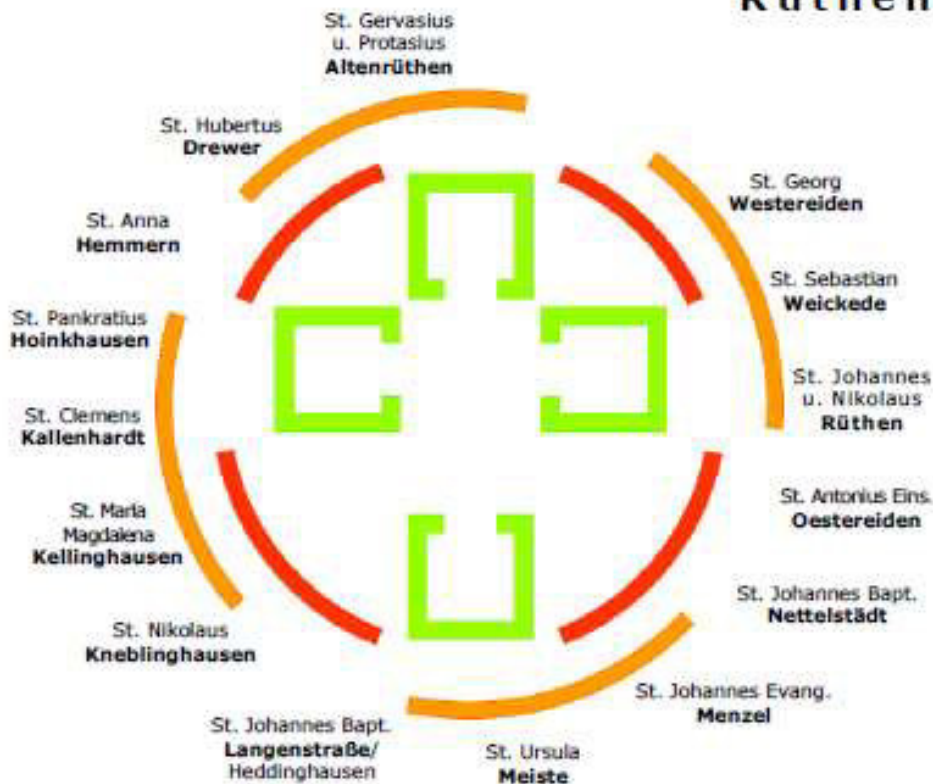 Rüthen
St. Gervasius
u. Protasius
Altenrüthen
St. Hubertus
Drewer
St. Anna
Hemmern
St. Pankratius
Hoinkhausen
St. Clemens
Kallenhardt
St. Maria
Magdalena
Kellinghausen
St. Nikolaus
Kneblinghausen
St. Johannes Bapt.
Langenstraße/
Heddinghausen
St. Ursula
Meiste
St. Johannes Evang.
Menzel
St. Johannes Bapt.
Nettelstädt
St. Antonius Eins.
Oestereiden
St. Johannes
u. Nikolaus
Rüthen
St. Sebastian
Weickede
St. Georg
Westereiden